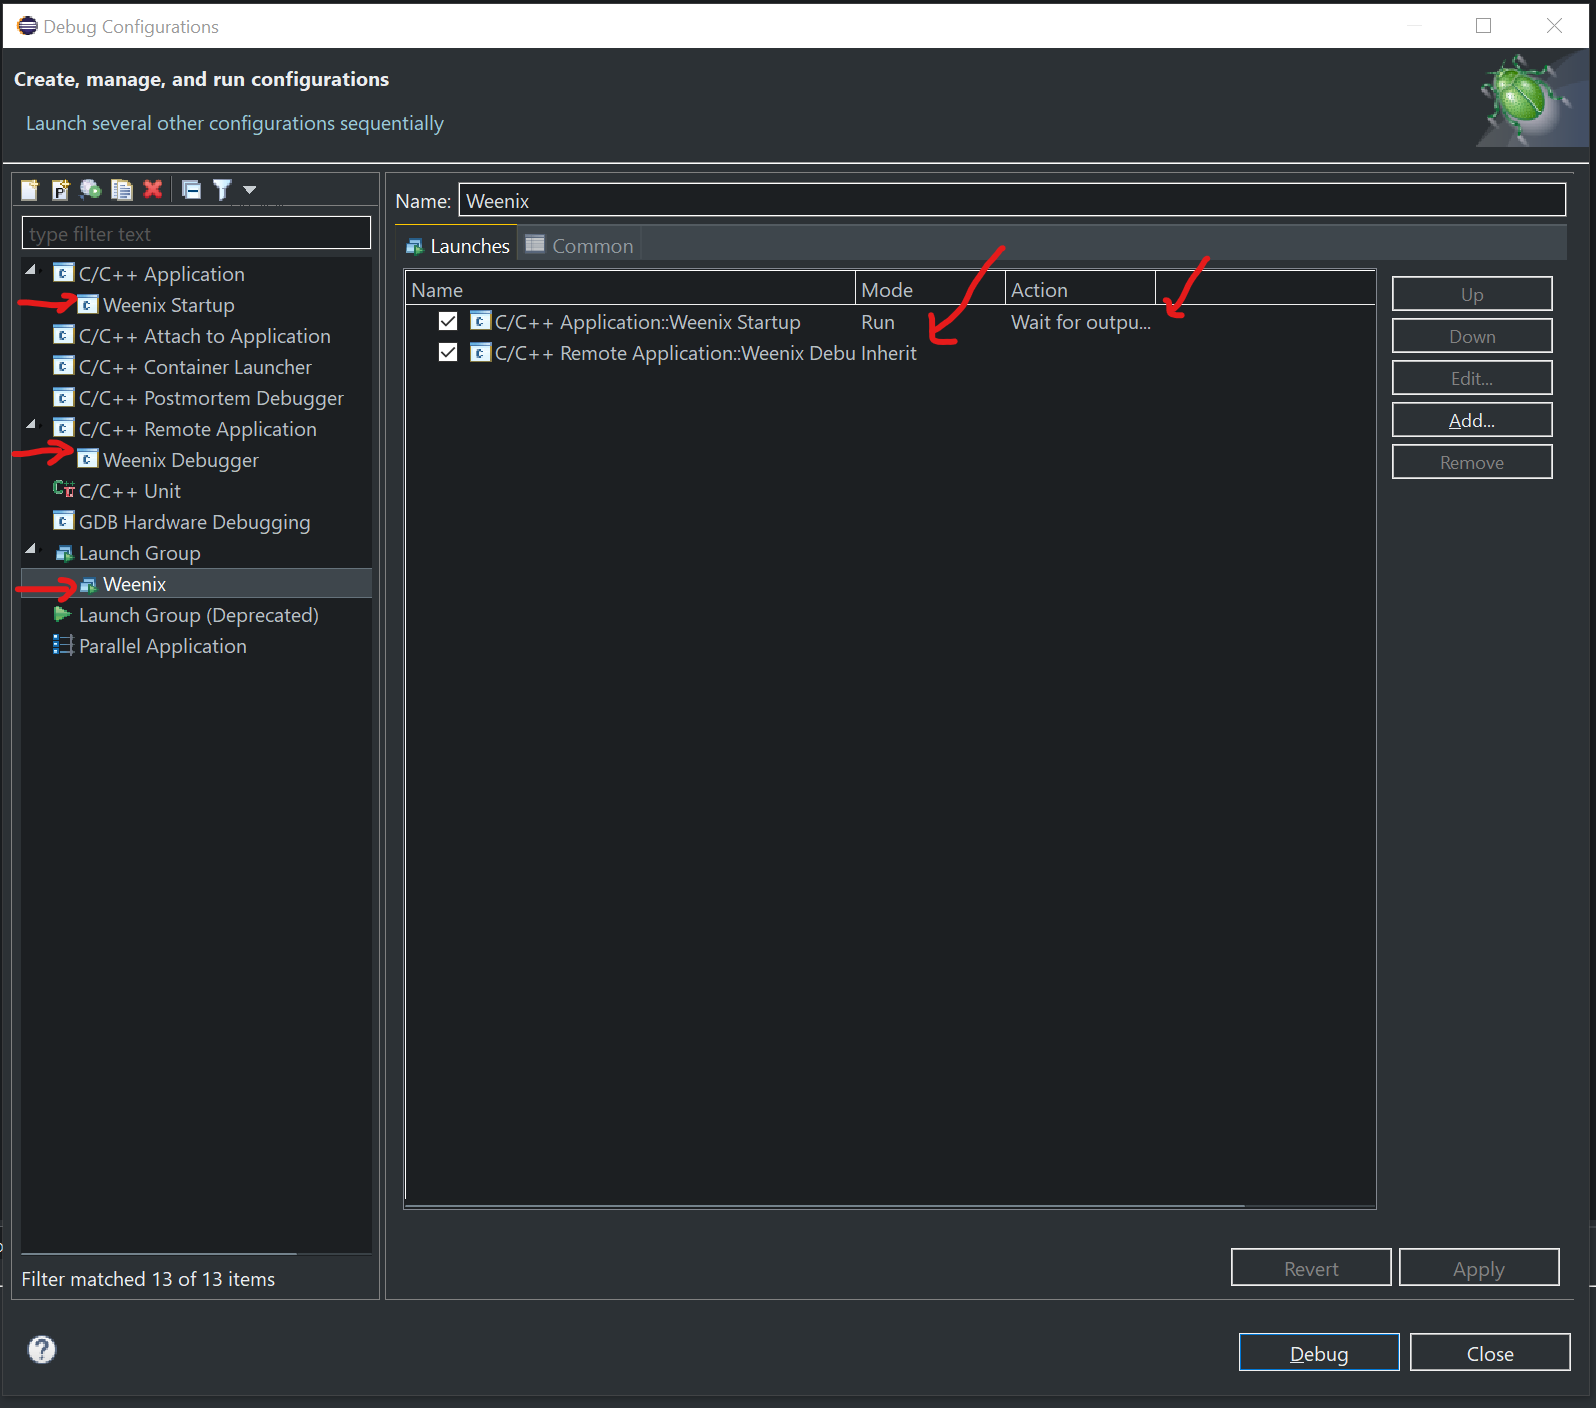 Debug Configurations
Create, manage, and run configurations
Launch several other configurations sequentially
type filter text
C/C++ Application
Weenix Startup
C/C++ Attach to Application
C/C++ Container Launcher
C/C++ Postmortem Debugger
C/C++ Remote Application
Weenix Debugger
C/C++ Unit
GDB Hardware Debugging
Launch Group
Weenix
Launch Group (Deprecated)
Parallel Application
Filter matched 13 of 13 items
Name: Weenix
Launches Common
Name Mode Action
C/C++ Application::Weenix Startup Run Wait for outpu...
C/C++ Remote Application::Weenix Debu Inherit
Up
Down
Edit...
Add...
Remove
Revert Apply
Debug Close